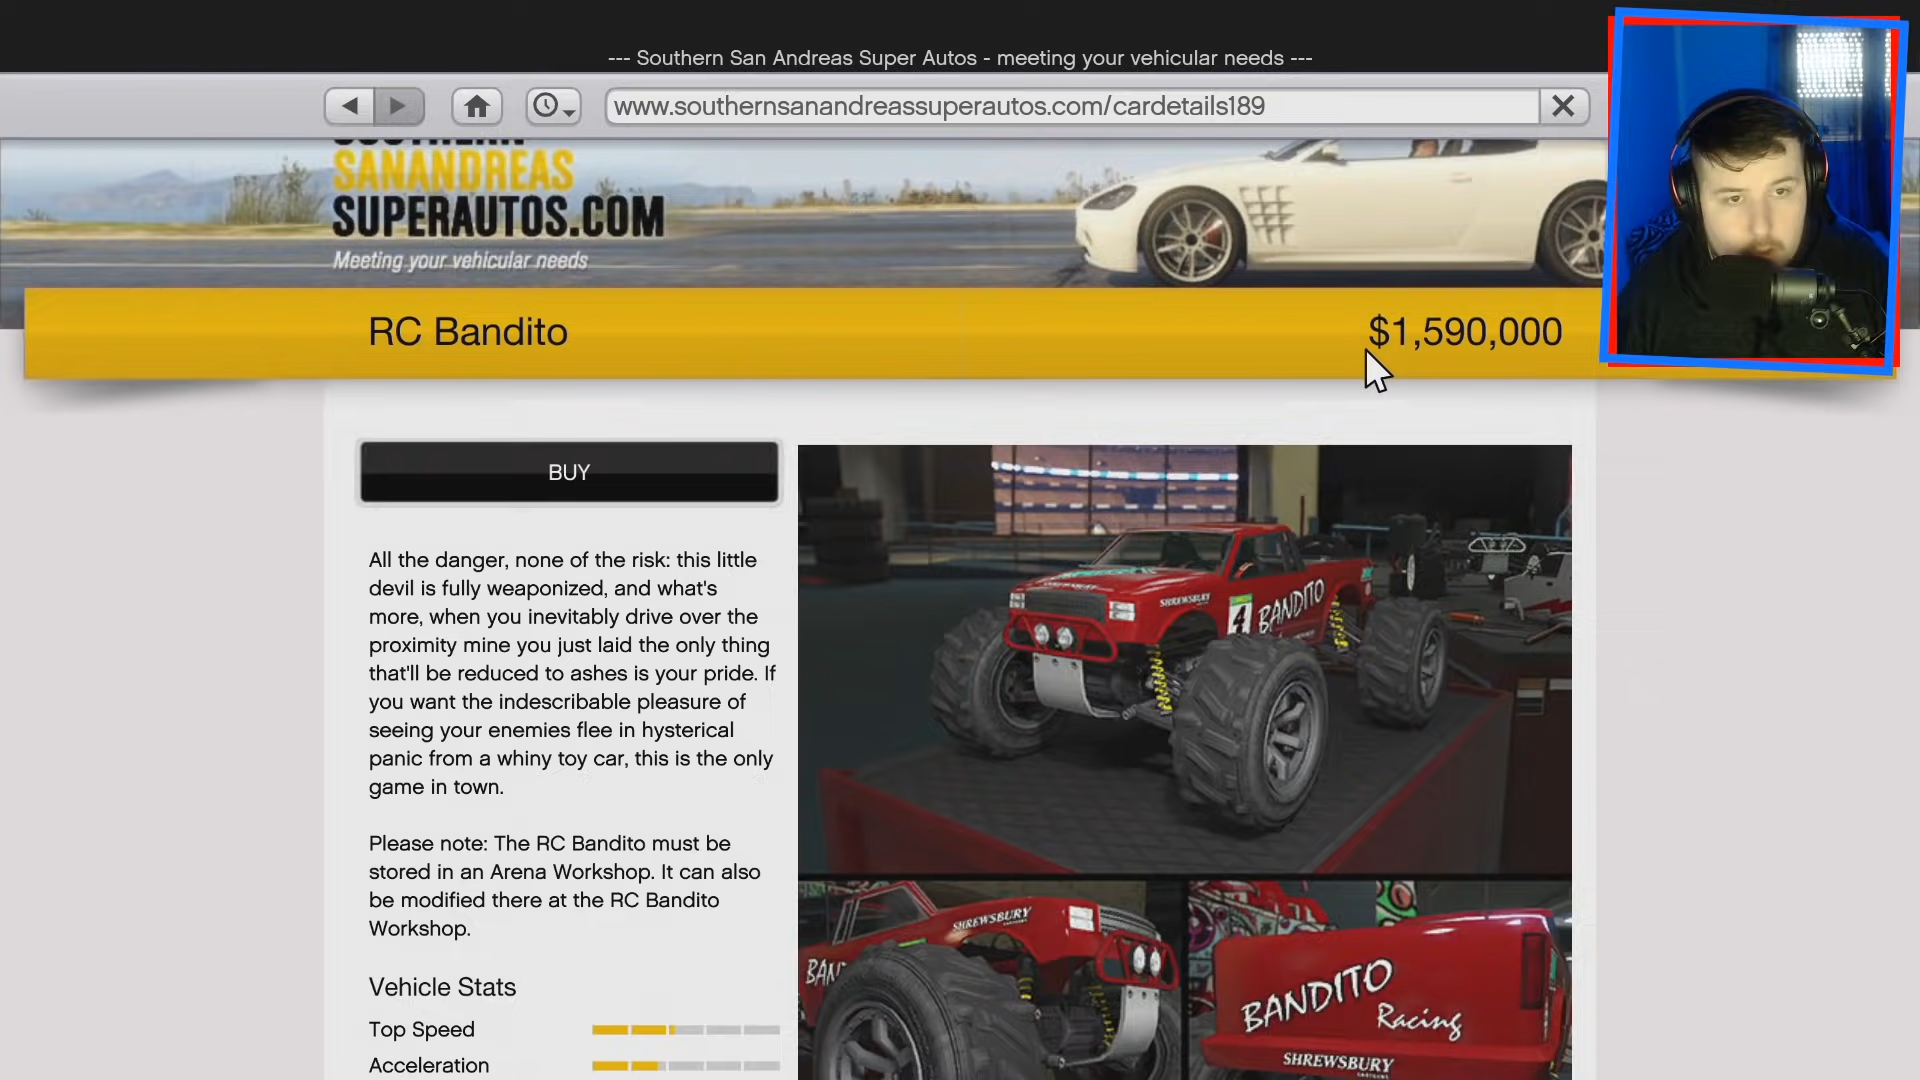 --- Southern San Andreas Super Autos - meeting your vehicular needs ---
www.southernsanandreassuperautos.com/cardetails189
SOUTHERN
SANANDREAS
SUPERAUTOS.COM
Meeting your vehicular needs
RC Bandito
$1,590,000
BUY
All the danger, none of the risk: this little
devil is fully weaponized, and what's
more, when you inevitably drive over the
proximity mine you just laid the only thing
that'll be reduced to ashes is your pride. If
you want the indescribable pleasure of
seeing your enemies flee in hysterical
panic from a whiny toy car, this is the only
game in town.
Please note: The RC Bandito must be
stored in an Arena Workshop. It can also
be modified there at the RC Bandito
Workshop.
Vehicle Stats
Top Speed
Acceleration
SHREWSBURY
4
BANDITO
SHREWSBURY
BAN
BANDITO
Racing
SHREWSBURY